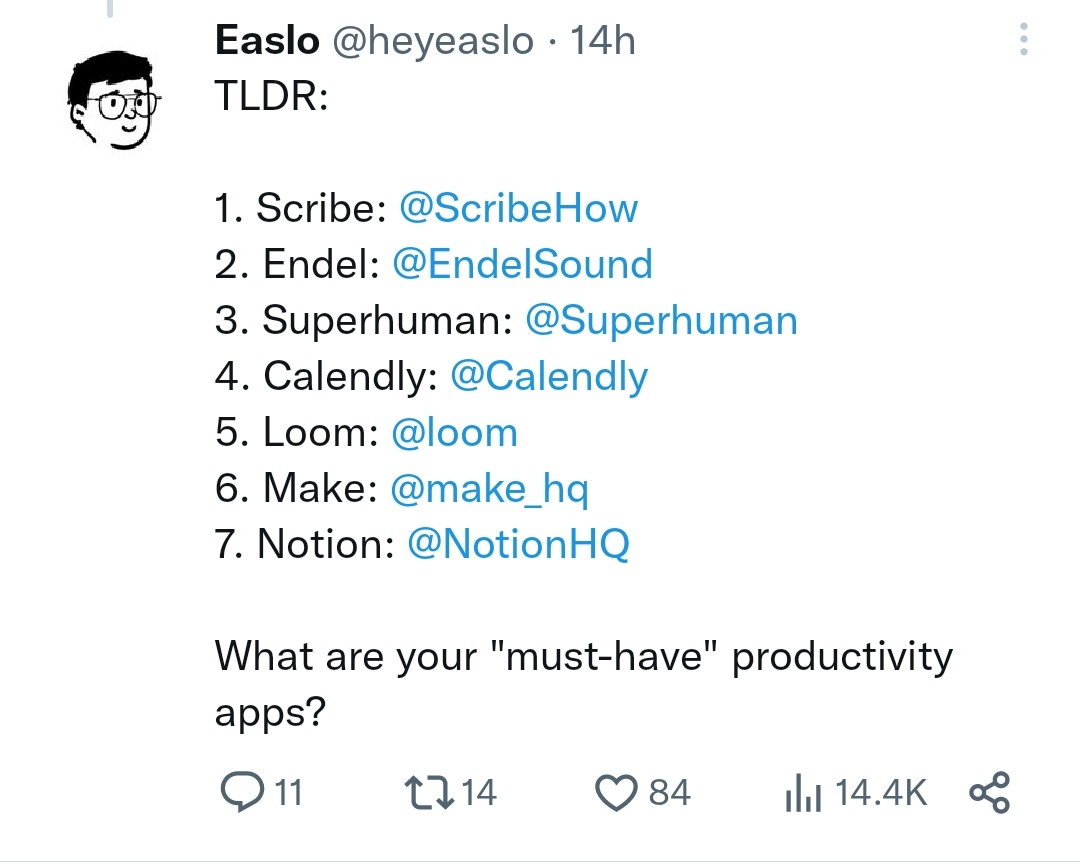 Easlo @heyeaslo · 14h
TLDR:
1. Scribe: @ScribeHow
2. Endel: @EndelSound
3. Superhuman: @Superhuman
4. Calendly: @Calendly
5. Loom: @loom
6. Make: @make_hq
7. Notion: @NotionHQ
What are your "must-have" productivity
apps?
11 14 84 14.4K